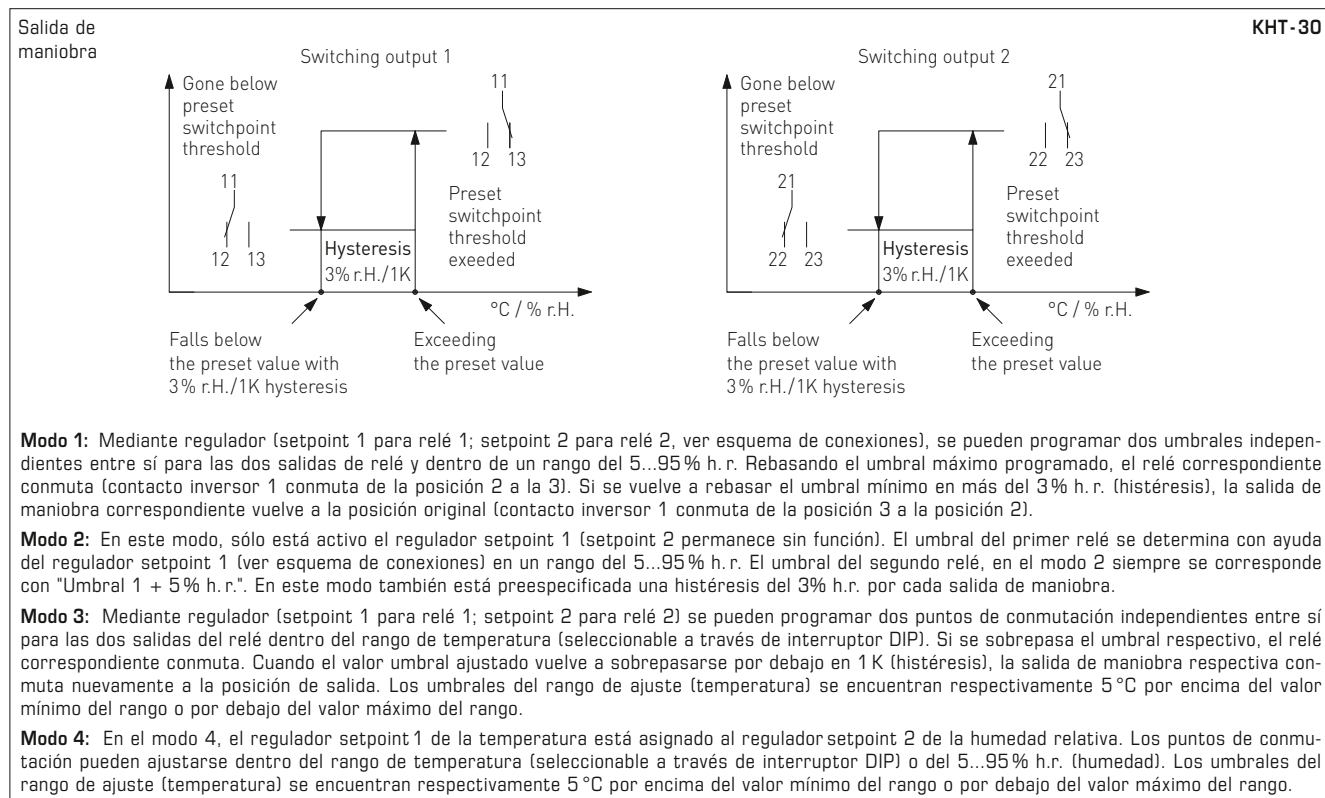 Salida de
maniobra
KHT-30
Switching output 1
11
Gone below
preset
switchpoint
threshold
12 13
11
12 13
Preset
switchpoint
threshold
exeeded
Hysteresis
3% r.H./1K
°C / % r.H.
Falls below
the preset value with
3% r.H./1K hysteresis
Exceeding
the preset value
Switching output 2
21
Gone below
preset
switchpoint
threshold
22 23
21
22 23
Preset
switchpoint
threshold
exeeded
Hysteresis
3% r.H./1K
°C / % r.H.
Falls below
the preset value with
3% r.H./1K hysteresis
Exceeding
the preset value
Modo 1: Mediante regulador (setpoint 1 para relé 1; setpoint 2 para relé 2, ver esquema de conexiones), se pueden programar dos umbrales indepen-
dientes entre sí para las dos salidas de relé y dentro de un rango del 5...95% h. r. Rebasando el umbral máximo programado, el relé correspondiente
conmuta (contacto inversor 1 conmuta de la posición 2 a la 3). Si se vuelve a rebasar el umbral mínimo en más del 3% h. r. (histéresis), la salida de
maniobra correspondiente vuelve a la posición original (contacto inversor 1 conmuta de la posición 3 a la posición 2).
Modo 2: En este modo, sólo está activo el regulador setpoint 1 (setpoint 2 permanece sin función). El umbral del primer relé se determina con ayuda
del regulador setpoint 1 (ver esquema de conexiones) en un rango del 5...95% h. r. El umbral del segundo relé, en el modo 2 siempre se corresponde
con "Umbral 1 + 5% h. r.". En este modo también está preespecificada una histéresis del 3% h.r. por cada salida de maniobra.
Modo 3: Mediante regulador (setpoint 1 para relé 1; setpoint 2 para relé 2) se pueden programar dos puntos de conmutación independientes entre sí
para las dos salidas del relé dentro del rango de temperatura (seleccionable a través de interruptor DIP). Si se sobrepasa el umbral respectivo, el relé
correspondiente conmuta. Cuando el valor umbral ajustado vuelve a sobrepasarse por debajo en 1 K (histéresis), la salida de maniobra respectiva con-
muta nuevamente a la posición de salida. Los umbrales del rango de ajuste (temperatura) se encuentran respectivamente 5 °C por encima del valor
mínimo del rango o por debajo del valor máximo del rango.
Modo 4: En el modo 4, el regulador setpoint 1 de la temperatura está asignado al regulador setpoint 2 de la humedad relativa. Los puntos de conmu-
tación pueden ajustarse dentro del rango de temperatura (seleccionable a través de interruptor DIP) o del 5...95% h.r. (humedad). Los umbrales del
rango de ajuste (temperatura) se encuentran respectivamente 5 °C por encima del valor mínimo del rango o por debajo del valor máximo del rango.